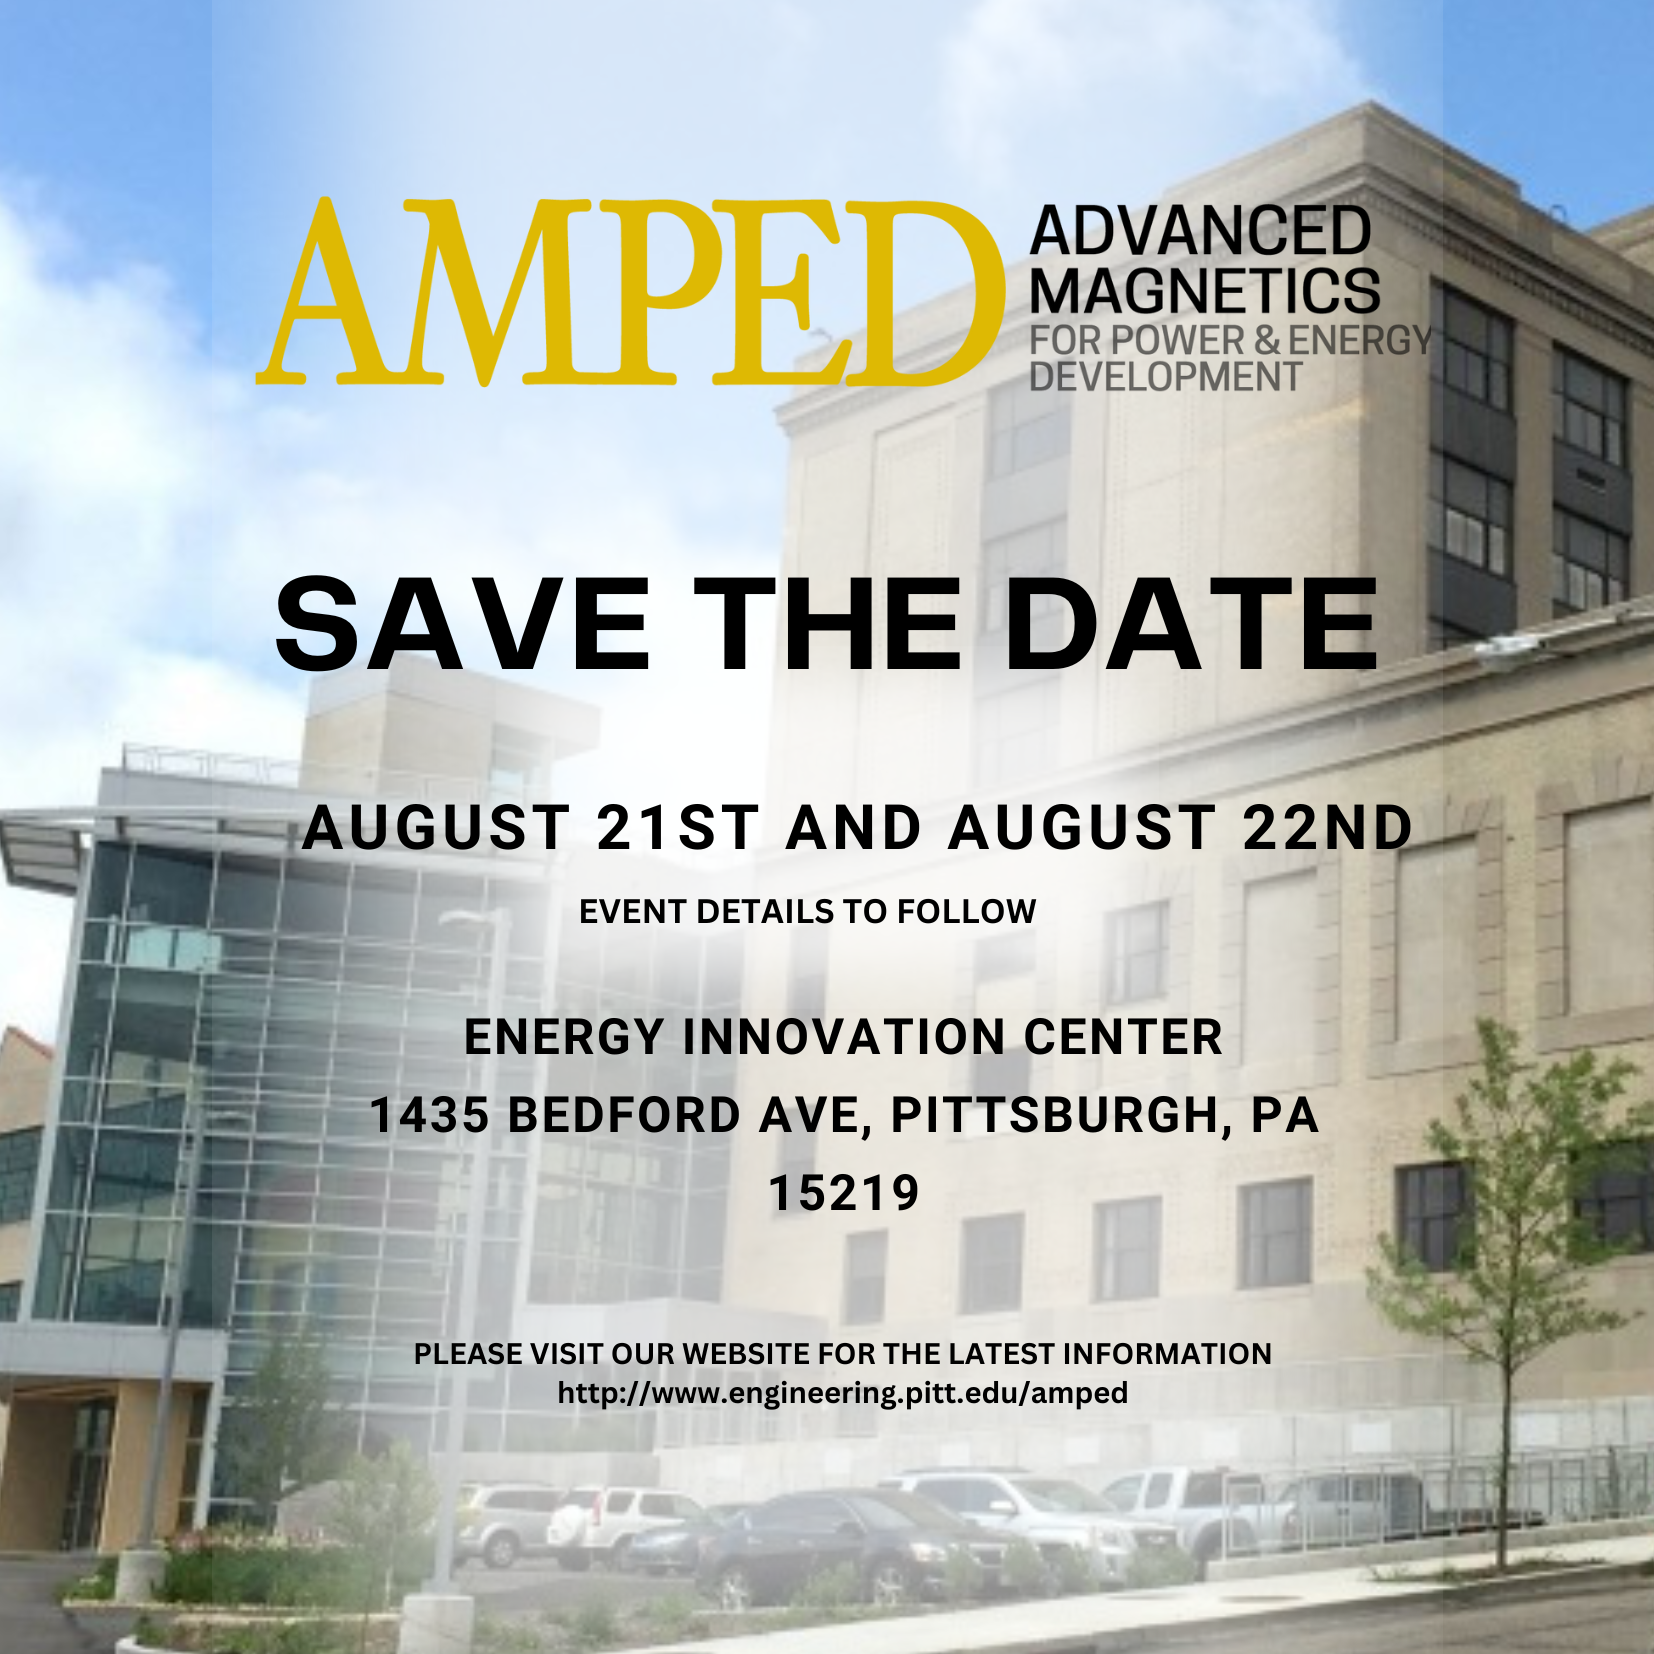 AMPED
ADVANCED
MAGNETICS
FOR POWER & ENERGY
DEVELOPMENT
SAVE THE DATE
AUGUST 21ST AND AUGUST 22ND
EVENT DETAILS TO FOLLOW
ENERGY INNOVATION CENTER
1435 BEDFORD AVE, PITTSBURGH, PA
15219
PLEASE VISIT OUR WEBSITE FOR THE LATEST INFORMATION
http://www.engineering.pitt.edu/amped